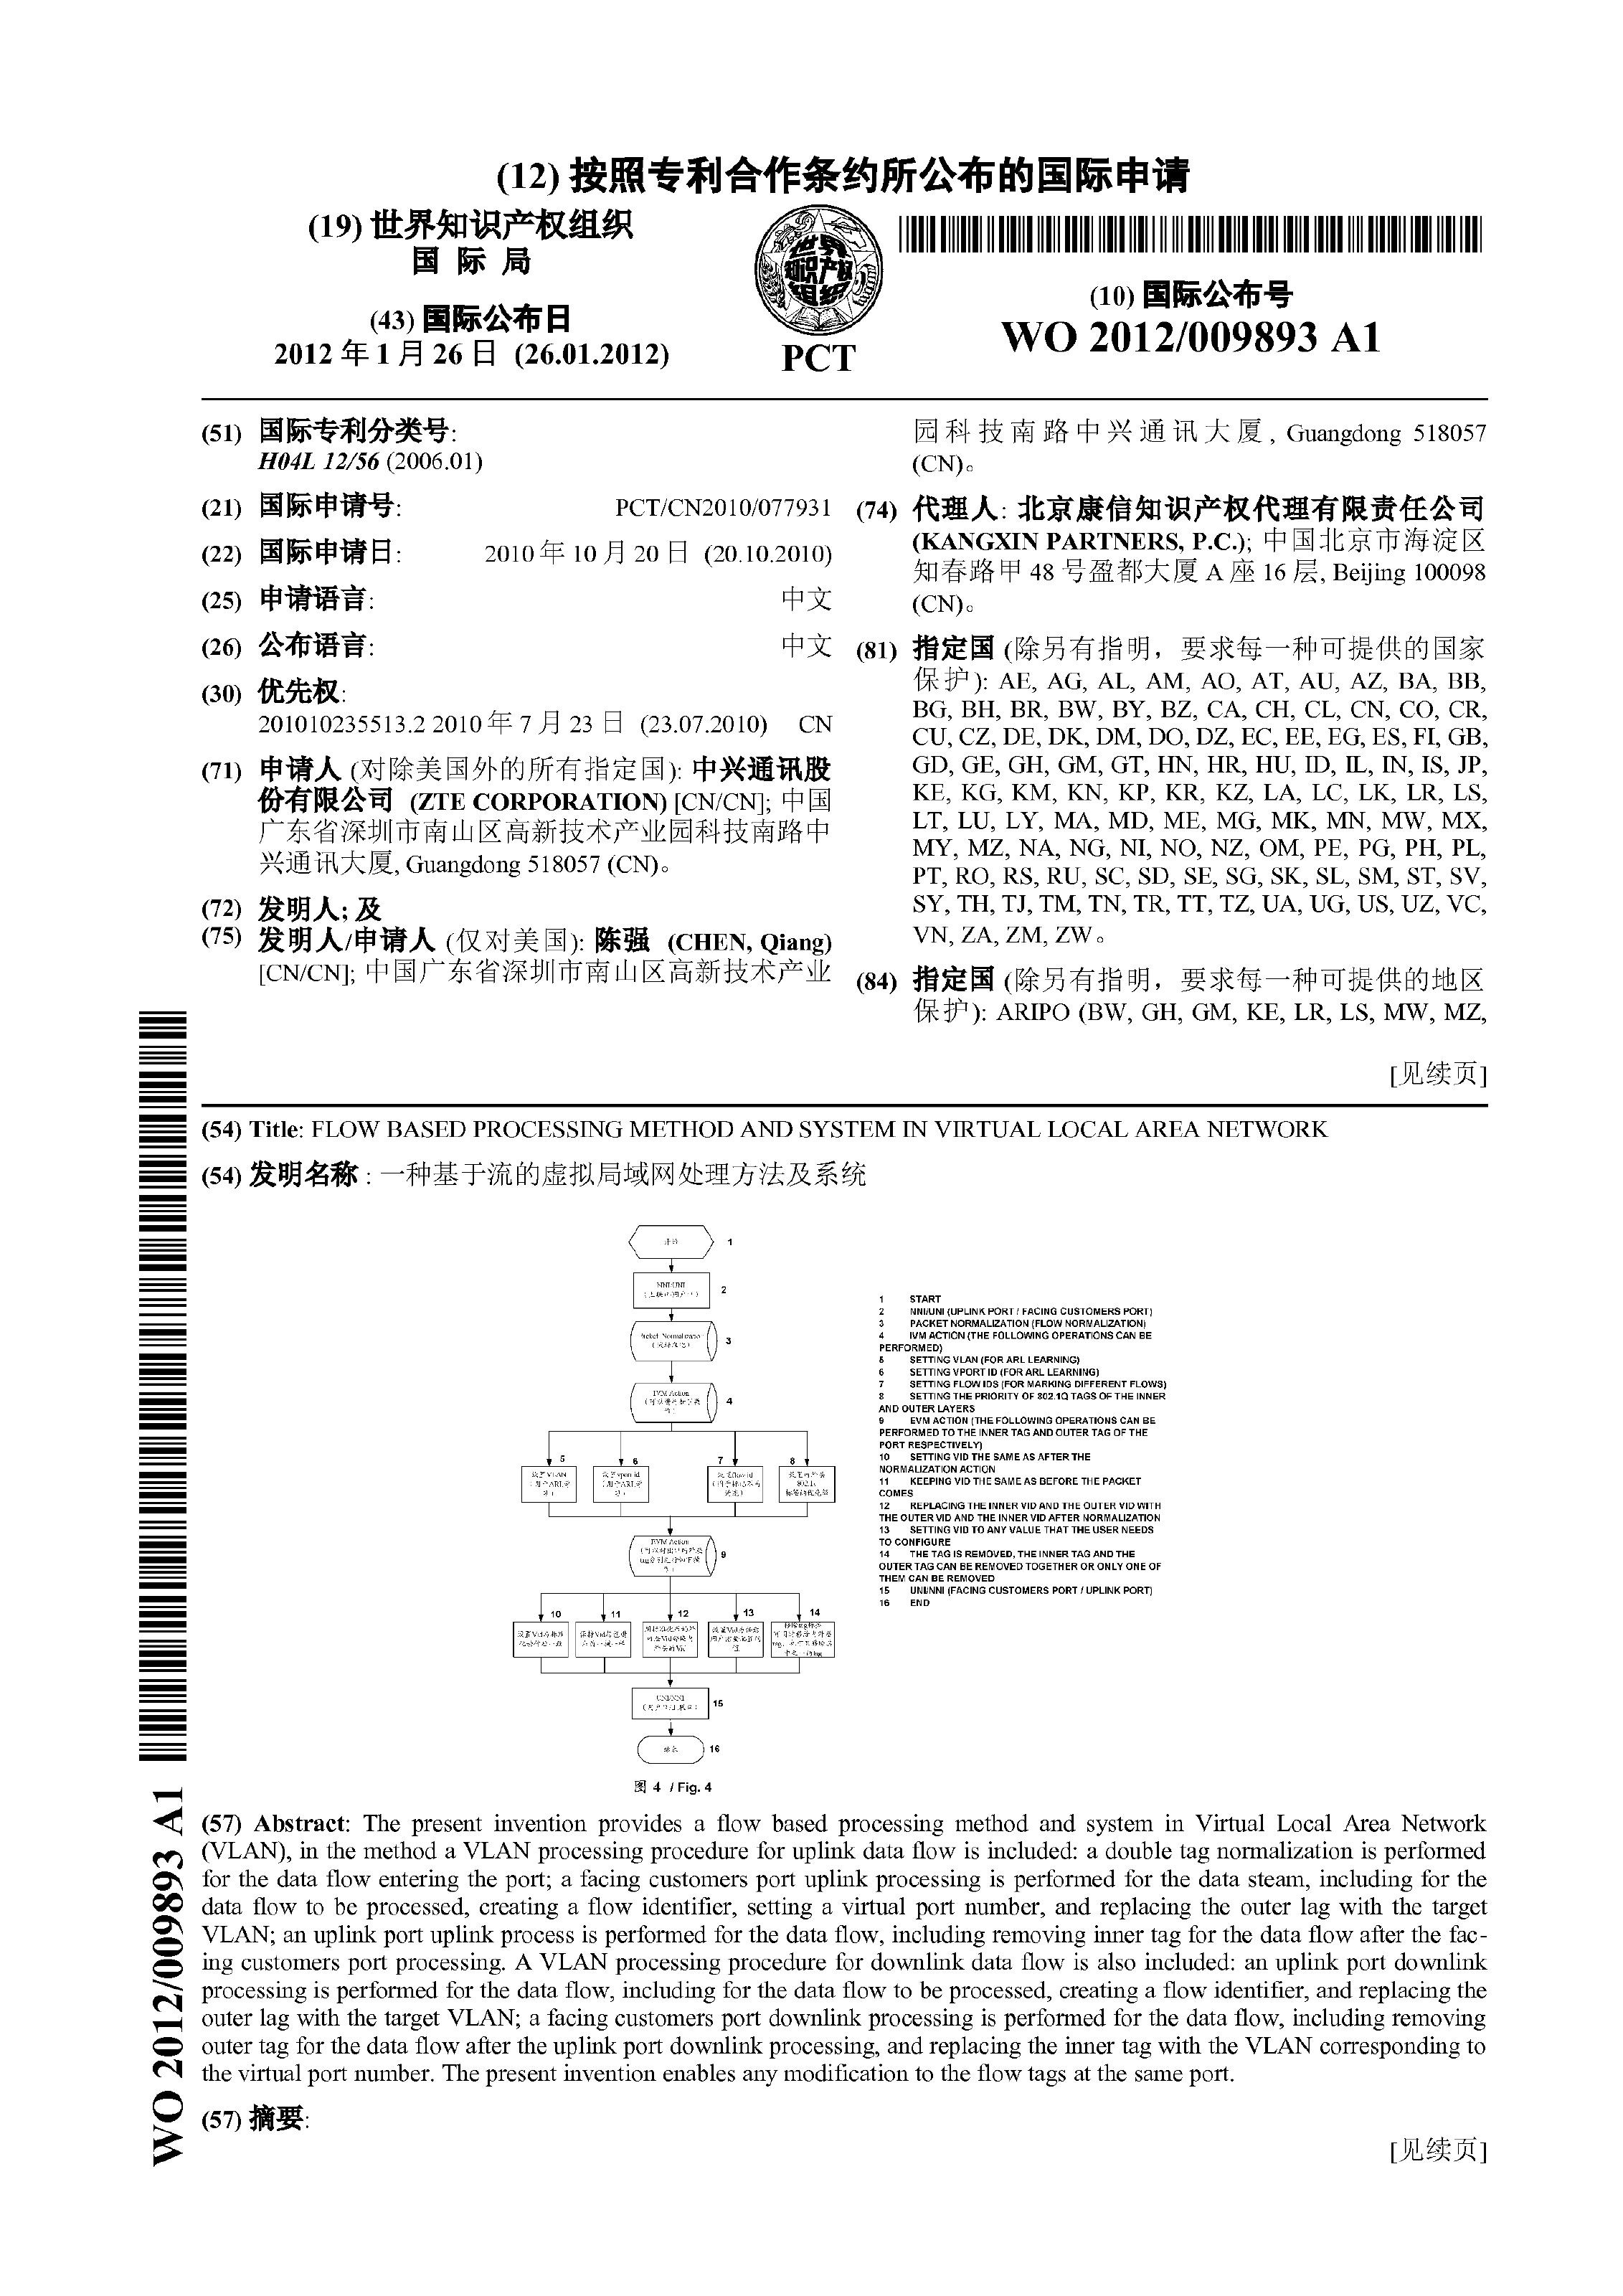 (12) 按照专利合作条约所公布的国际申请
(19) 世界知识产权组织
国 际 局
(43) 国际公布日
2012 年 1 月 26 日 (26.01.2012)
世界
知识产权
组织
PCT
(10) 国际公布号
WO 2012/009893 A1
(51) 国际专利分类号:
H04L 12/56 (2006.01)
(21) 国际申请号: PCT/CN2010/077931
(22) 国际申请日: 2010 年 10 月 20 日 (20.10.2010)
(25) 申请语言: 中文
(26) 公布语言: 中文
(30) 优先权:
201010235513.2 2010 年 7 月 23 日 (23.07.2010) CN
(71) 申请人 (对除美国外的所有指定国): 中兴通讯股
份有限公司 (ZTE CORPORATION) [CN/CN]; 中国
广东省深圳市南山区高新技术产业园科技南路中
兴通讯大厦, Guangdong 518057 (CN)。
(72) 发明人; 及
(75) 发明人/申请人 (仅对美国): 陈强 (CHEN, Qiang)
[CN/CN]; 中国广东省深圳市南山区高新技术产业
园科技南路中兴通讯大厦, Guangdong 518057
(CN)。
(74) 代理人: 北京康信知识产权代理有限责任公司
(KANGXIN PARTNERS, P.C.); 中国北京市海淀区
知春路甲 48 号盈都大厦 A 座 16 层, Beijing 100098
(CN)。
(81) 指定国 (除另有指明，要求每一种可提供的国家
保护): AE, AG, AL, AM, AO, AT, AU, AZ, BA, BB,
BG, BH, BR, BW, BY, BZ, CA, CH, CL, CN, CO, CR,
CU, CZ, DE, DK, DM, DO, DZ, EC, EE, EG, ES, FI, GB,
GD, GE, GH, GM, GT, HN, HR, HU, ID, IL, IN, IS, JP,
KE, KG, KM, KN, KP, KR, KZ, LA, LC, LK, LR, LS,
LT, LU, LY, MA, MD, ME, MG, MK, MN, MW, MX,
MY, MZ, NA, NG, NI, NO, NZ, OM, PE, PG, PH, PL,
PT, RO, RS, RU, SC, SD, SE, SG, SK, SL, SM, ST, SV,
SY, TH, TJ, TM, TN, TR, TT, TZ, UA, UG, US, UZ, VC,
VN, ZA, ZM, ZW。
(84) 指定国 (除另有指明，要求每一种可提供的地区
保护): ARIPO (BW, GH, GM, KE, LR, LS, MW, MZ,
[见续页]
(54) Title: FLOW BASED PROCESSING METHOD AND SYSTEM IN VIRTUAL LOCAL AREA NETWORK
(54) 发明名称 : 一种基于流的虚拟局域网处理方法及系统
1
NNI/UNI
2
3
IVM Action
4
5
6
7
8
EVM Action
9
10
11
12
13
14
UNI/NNI
15
16
图 4 / Fig. 4
1 START
2 NNI/UNI (UPLINK PORT / FACING CUSTOMERS PORT)
3 PACKET NORMALIZATION (FLOW NORMALIZATION)
4 IVM ACTION (THE FOLLOWING OPERATIONS CAN BE
PERFORMED)
5 SETTING VLAN (FOR ARL LEARNING)
6 SETTING VPORT ID (FOR ARL LEARNING)
7 SETTING FLOW IDS (FOR MARKING DIFFERENT FLOWS)
8 SETTING THE PRIORITY OF 802.1Q TAGS OF THE INNER
AND OUTER LAYERS
9 EVM ACTION (THE FOLLOWING OPERATIONS CAN BE
PERFORMED TO THE INNER TAG AND OUTER TAG OF THE
PORT RESPECTIVELY)
10 SETTING VID THE SAME AS AFTER THE
NORMALIZATION ACTION
11 KEEPING VID THE SAME AS BEFORE THE PACKET
COMES
12 REPLACING THE INNER VID AND THE OUTER VID WITH
THE OUTER VID AND THE INNER VID AFTER NORMALIZATION
13 SETTING VID TO ANY VALUE THAT THE USER NEEDS
TO CONFIGURE
14 THE TAG IS REMOVED, THE INNER TAG AND THE
OUTER TAG CAN BE REMOVED TOGETHER OR ONLY ONE OF
THEM CAN BE REMOVED
15 UNI/NNI (FACING CUSTOMERS PORT / UPLINK PORT)
16 END
(57) Abstract: The present invention provides a flow based processing method and system in Virtual Local Area Network
(VLAN), in the method a VLAN processing procedure for uplink data flow is included: a double tag normalization is performed
for the data flow entering the port; a facing customers port uplink processing is performed for the data steam, including for the
data flow to be processed, creating a flow identifier, setting a virtual port number, and replacing the outer lag with the target
VLAN; an uplink port uplink process is performed for the data flow, including removing inner tag for the data flow after the fac-
ing customers port processing. A VLAN processing procedure for downlink data flow is also included: an uplink port downlink
processing is performed for the data flow, including for the data flow to be processed, creating a flow identifier, and replacing the
outer lag with the target VLAN; a facing customers port downlink processing is performed for the data flow, including removing
outer tag for the data flow after the uplink port downlink processing, and replacing the inner tag with the VLAN corresponding to
the virtual port number. The present invention enables any modification to the flow tags at the same port.
(57) 摘要:
[见续页]
WO 2012/009893 A1